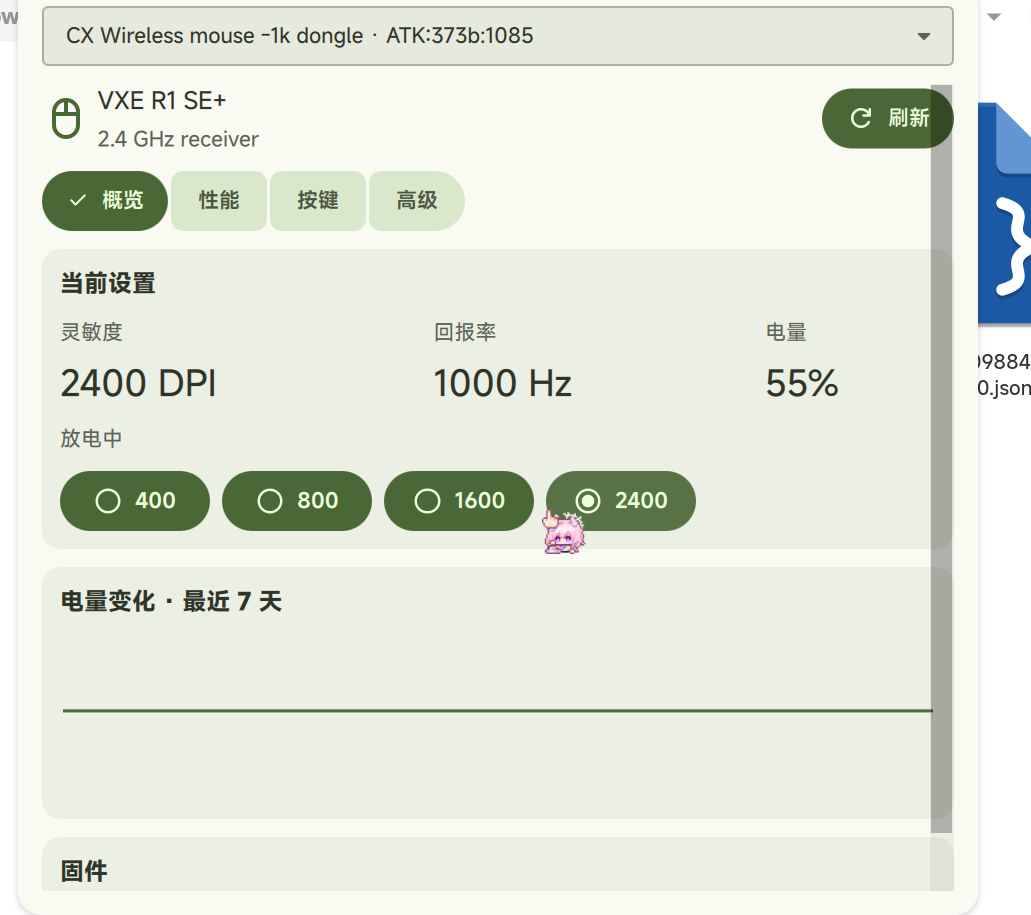 CX Wireless mouse -1k dongle · ATK:373b:1085
VXE R1 SE+
2.4 GHz receiver
刷新
概览
性能
按键
高级
当前设置
灵敏度
回报率
电量
2400 DPI
1000 Hz
55%
放电中
400
800
1600
2400
电量变化 · 最近 7 天
固件
0.json